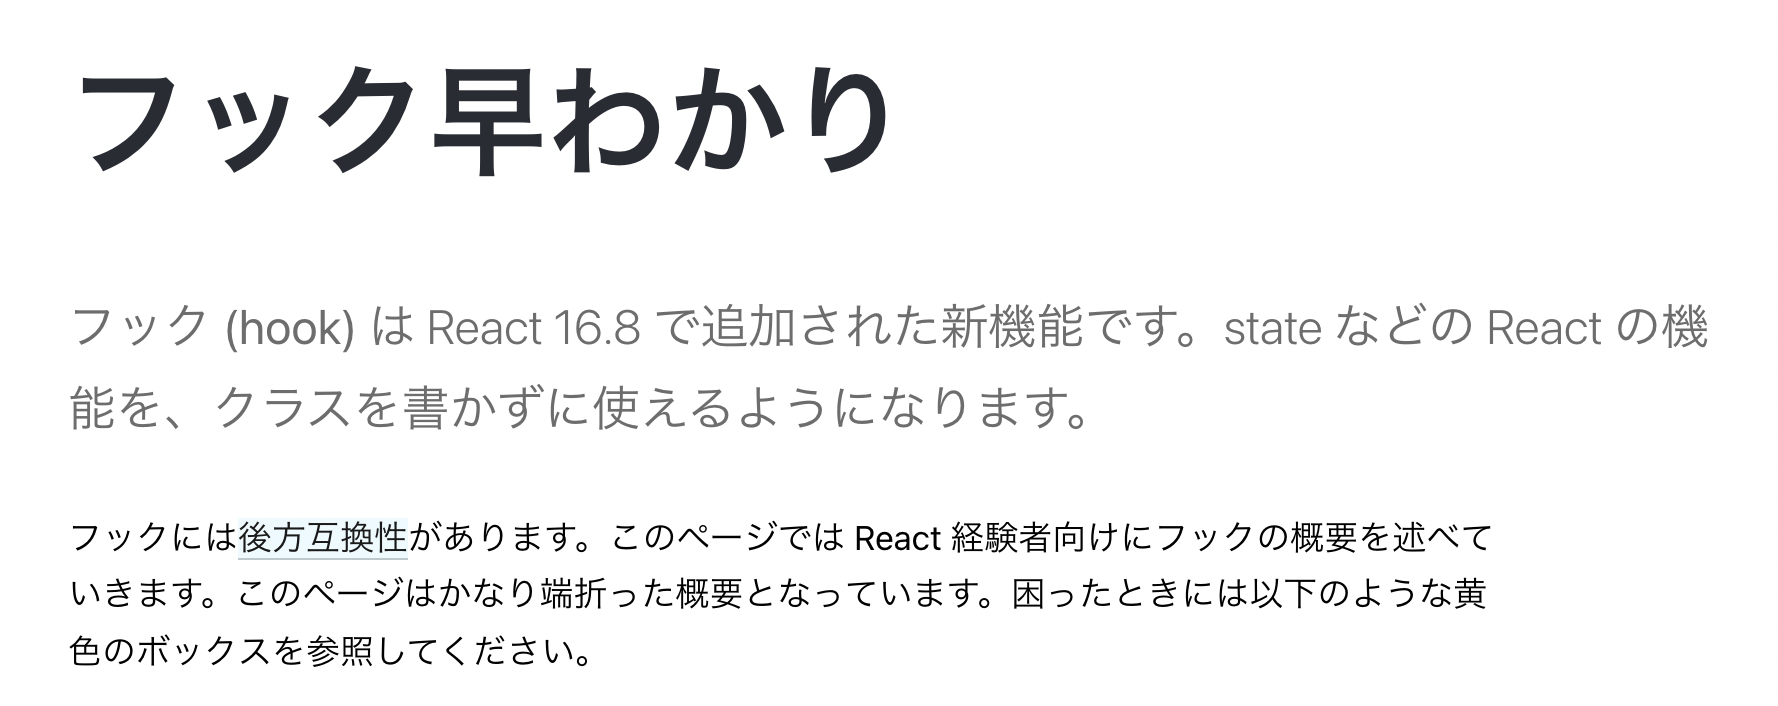 フック早わかり
フック (hook) は React 16.8 で追加された新機能です。state などの React の機
能を、クラスを書かずに使えるようになります。
フックには後方互換性があります。このページでは React 経験者向けにフックの概要を述べて
いきます。このページはかなり端折った概要となっています。困ったときには以下のような黄
色のボックスを参照してください。